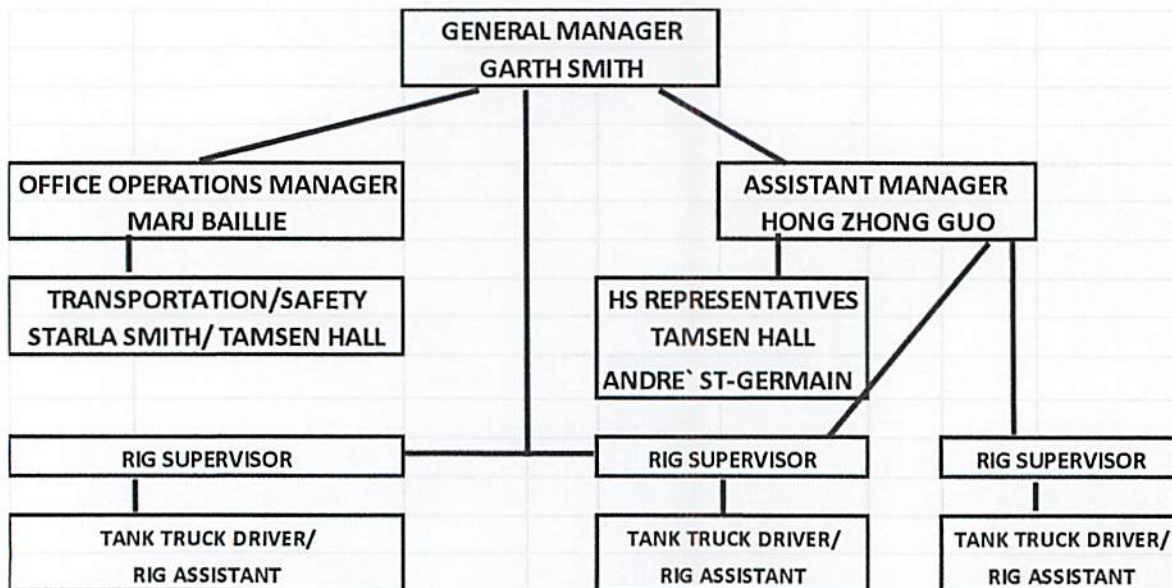 GENERAL MANAGER
GARTH SMITH
OFFICE OPERATIONS MANAGER
MARJ BAILLIE
ASSISTANT MANAGER
HONG ZHONG GUO
TRANSPORTATION/SAFETY
STARLA SMITH/ TAMSEN HALL
HS REPRESENTATIVES
TAMSEN HALL
ANDRE` ST-GERMAIN
RIG SUPERVISOR
RIG SUPERVISOR
RIG SUPERVISOR
TANK TRUCK DRIVER/
RIG ASSISTANT
TANK TRUCK DRIVER/
RIG ASSISTANT
TANK TRUCK DRIVER/
RIG ASSISTANT